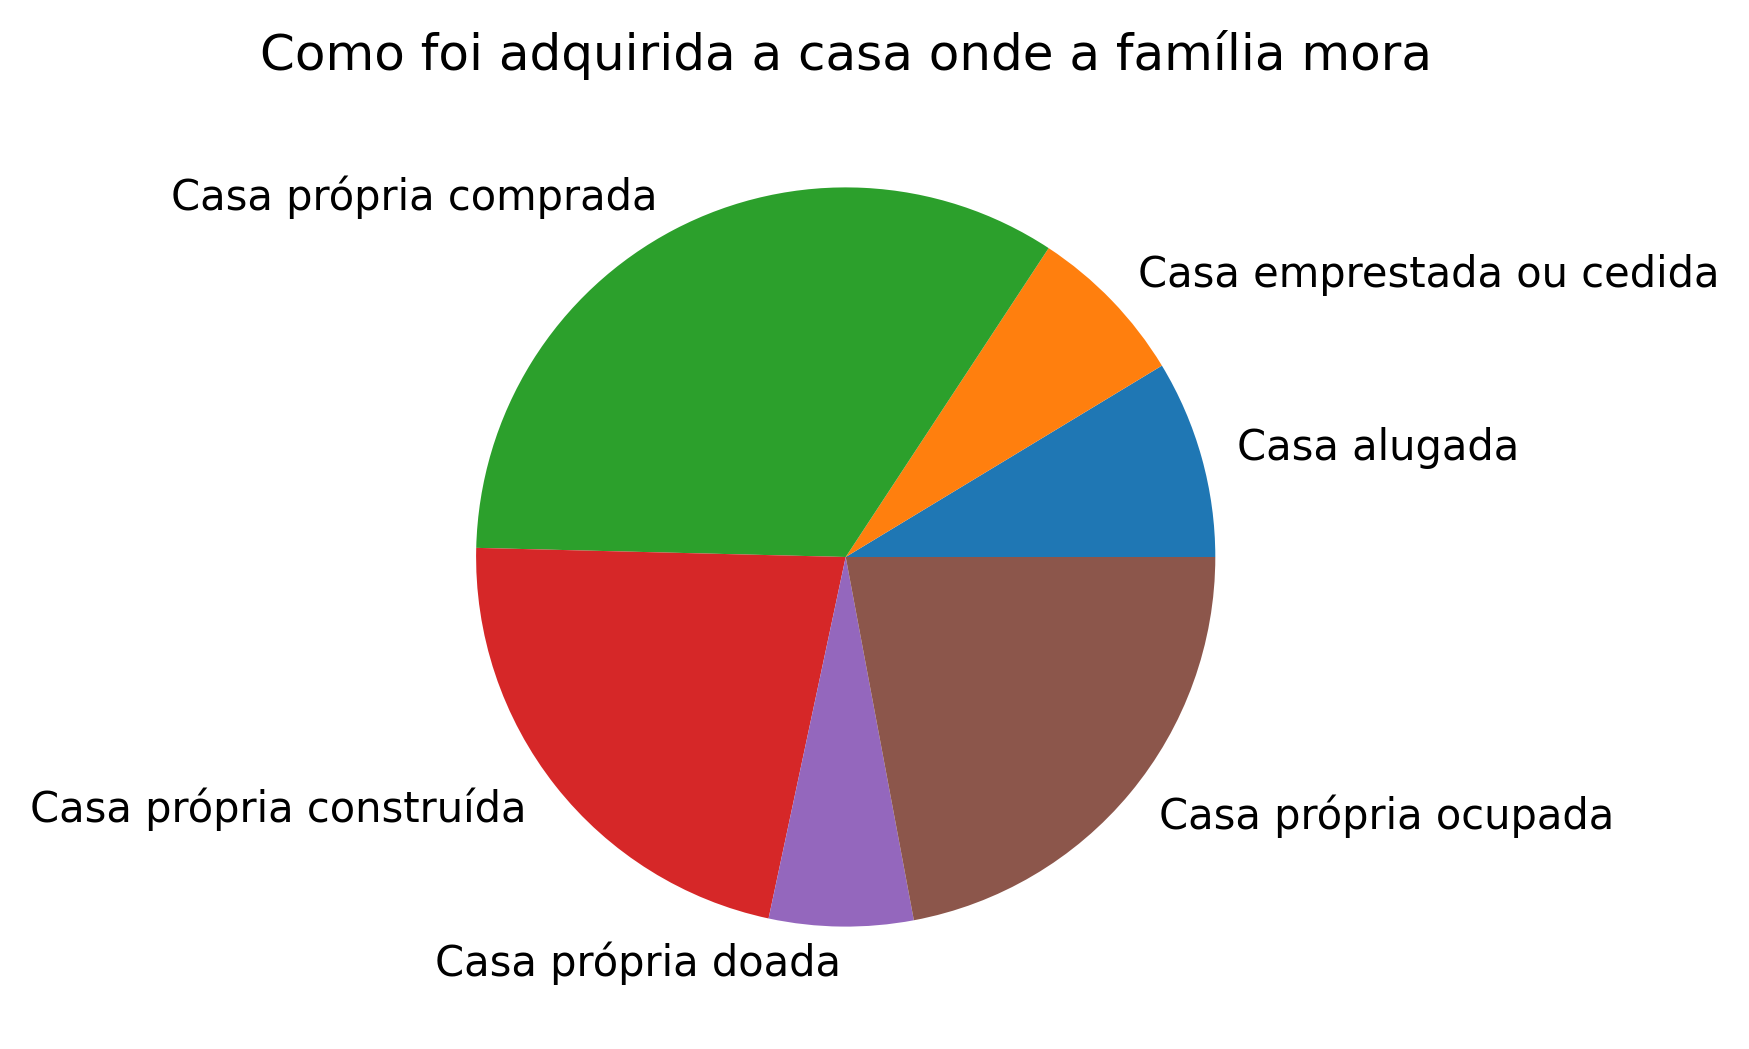 Como foi adquirida a casa onde a família mora
Casa própria comprada
Casa emprestada ou cedida
Casa alugada
Casa própria construída
Casa própria ocupada
Casa própria doada